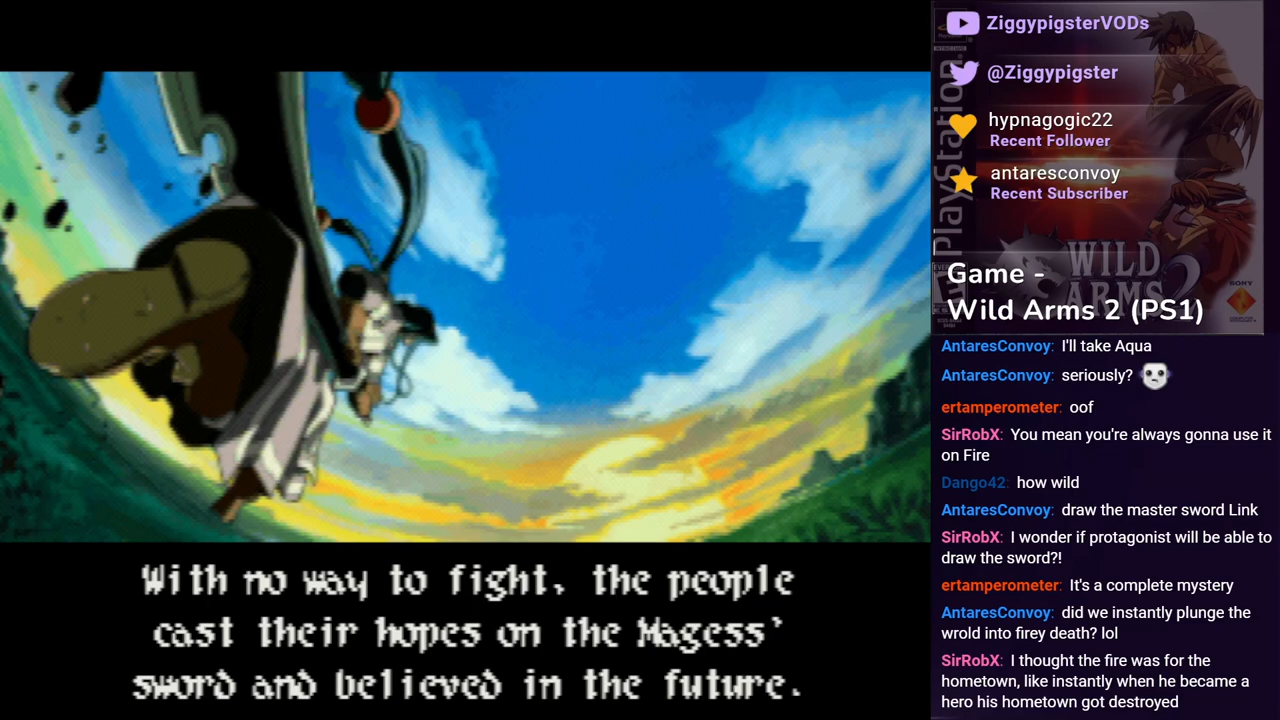 With no way to fight, the people
cast their hopes on the Magess'
sword and believed in the future.
ZiggypigsterVODs
@Ziggypigster
hypnagogic22
Recent Follower
antaresconvoy
Recent Subscriber
PlayStation
WILD
ARMS 2
SONY
Game -
Wild Arms 2 (PS1)
AntaresConvoy: I'll take Aqua
AntaresConvoy: seriously?
ertamperometer: oof
SirRobX: You mean you're always gonna use it
on Fire
Dango42: how wild
AntaresConvoy: draw the master sword Link
SirRobX: I wonder if protagonist will be able to
draw the sword?!
ertamperometer: It's a complete mystery
AntaresConvoy: did we instantly plunge the
wrold into firey death? lol
SirRobX: I thought the fire was for the
hometown, like instantly when he became a
hero his hometown got destroyed